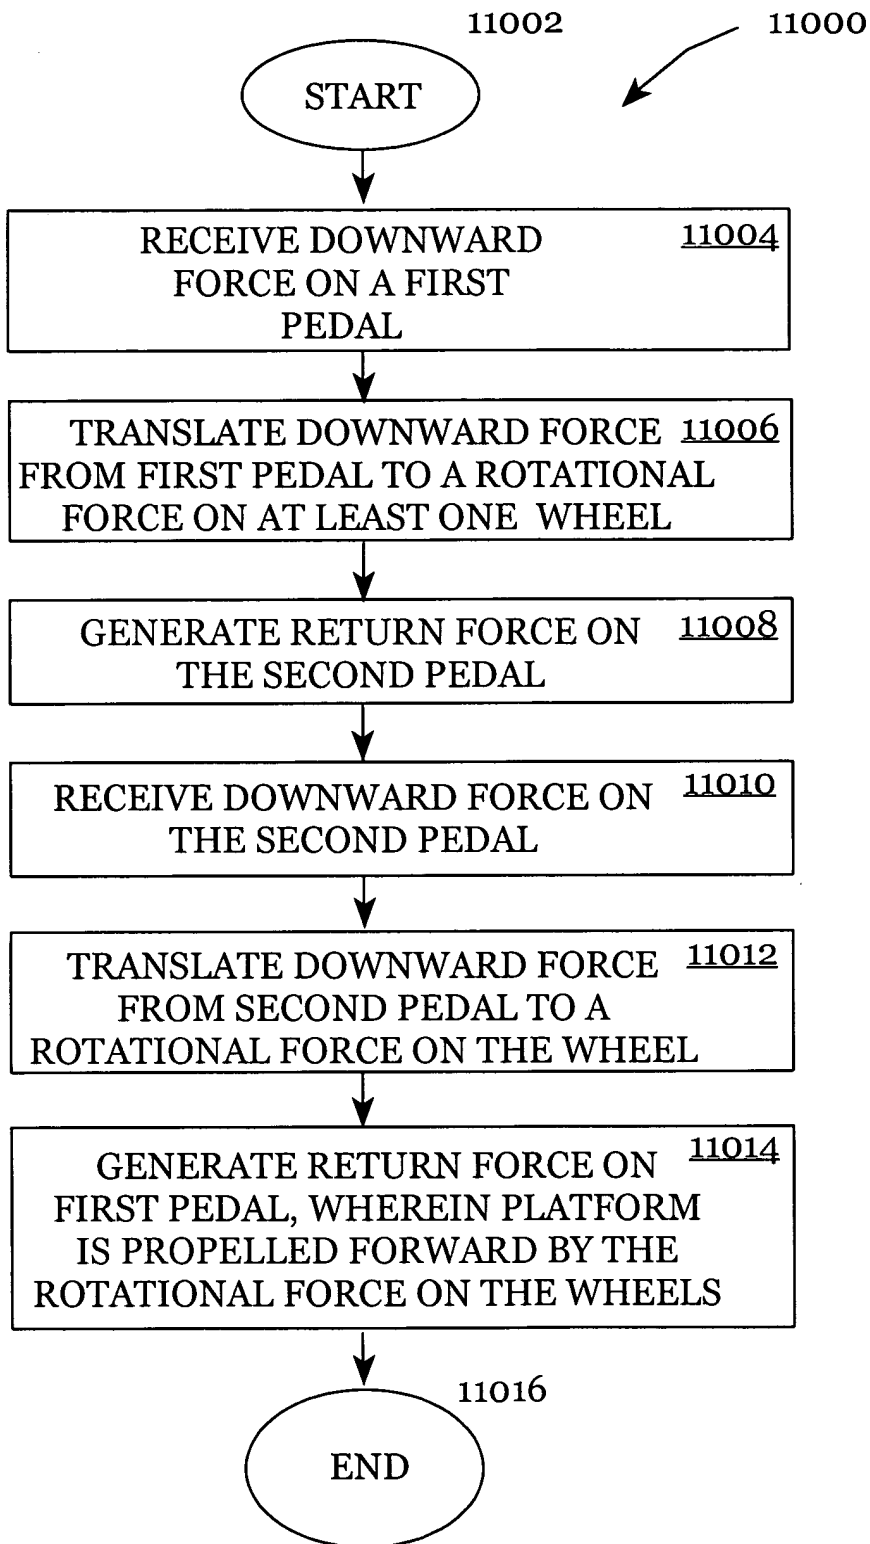 11002
11000
START
RECEIVE DOWNWARD 11004
FORCE ON A FIRST
PEDAL
TRANSLATE DOWNWARD FORCE 11006
FROM FIRST PEDAL TO A ROTATIONAL
FORCE ON AT LEAST ONE WHEEL
GENERATE RETURN FORCE ON 11008
THE SECOND PEDAL
RECEIVE DOWNWARD FORCE ON 11010
THE SECOND PEDAL
TRANSLATE DOWNWARD FORCE 11012
FROM SECOND PEDAL TO A
ROTATIONAL FORCE ON THE WHEEL
GENERATE RETURN FORCE ON 11014
FIRST PEDAL, WHEREIN PLATFORM
IS PROPELLED FORWARD BY THE
ROTATIONAL FORCE ON THE WHEELS
11016
END